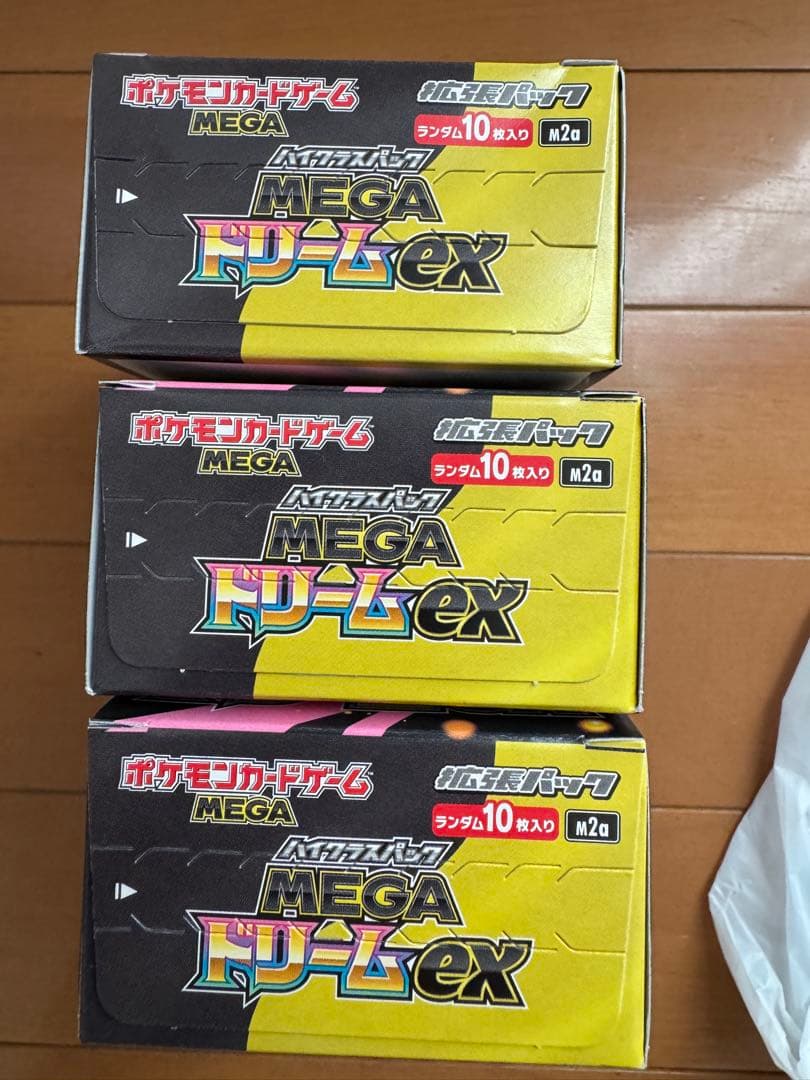 ポケモンカードゲーム
MEGA
拡張パック
ランダム10枚入り
M2a
ハイクラスパック
MEGA
ドリームex
ポケモンカードゲーム
MEGA
拡張パック
ランダム10枚入り
M2a
ハイクラスパック
MEGA
ドリームex
ポケモンカードゲーム
MEGA
拡張パック
ランダム10枚入り
M2a
ハイクラスパック
MEGA
ドリームex